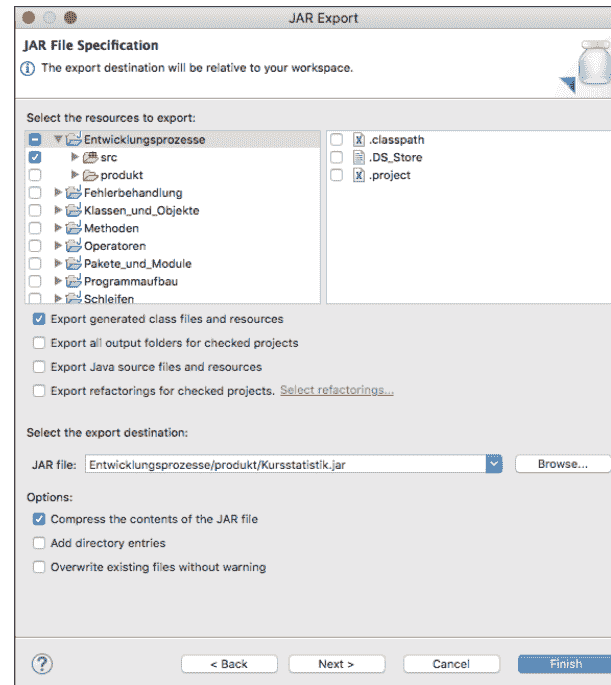 JAR Export
JAR File Specification
The export destination will be relative to your workspace.
Select the resources to export:
Entwicklungsprozesse
src
produkt
Fehlerbehandlung
Klassen_und_Objekte
Methoden
Operatoren
Pakete_und_Module
Programmaufbau
Schleifen
.classpath
.DS_Store
.project
Export generated class files and resources
Export all output folders for checked projects
Export Java source files and resources
Export refactorings for checked projects. Select refactorings...
Select the export destination:
JAR file: Entwicklungsprozesse/produkt/Kursstatistik.jar Browse...
Options:
Compress the contents of the JAR file
Add directory entries
Overwrite existing files without warning
? < Back Next > Cancel Finish